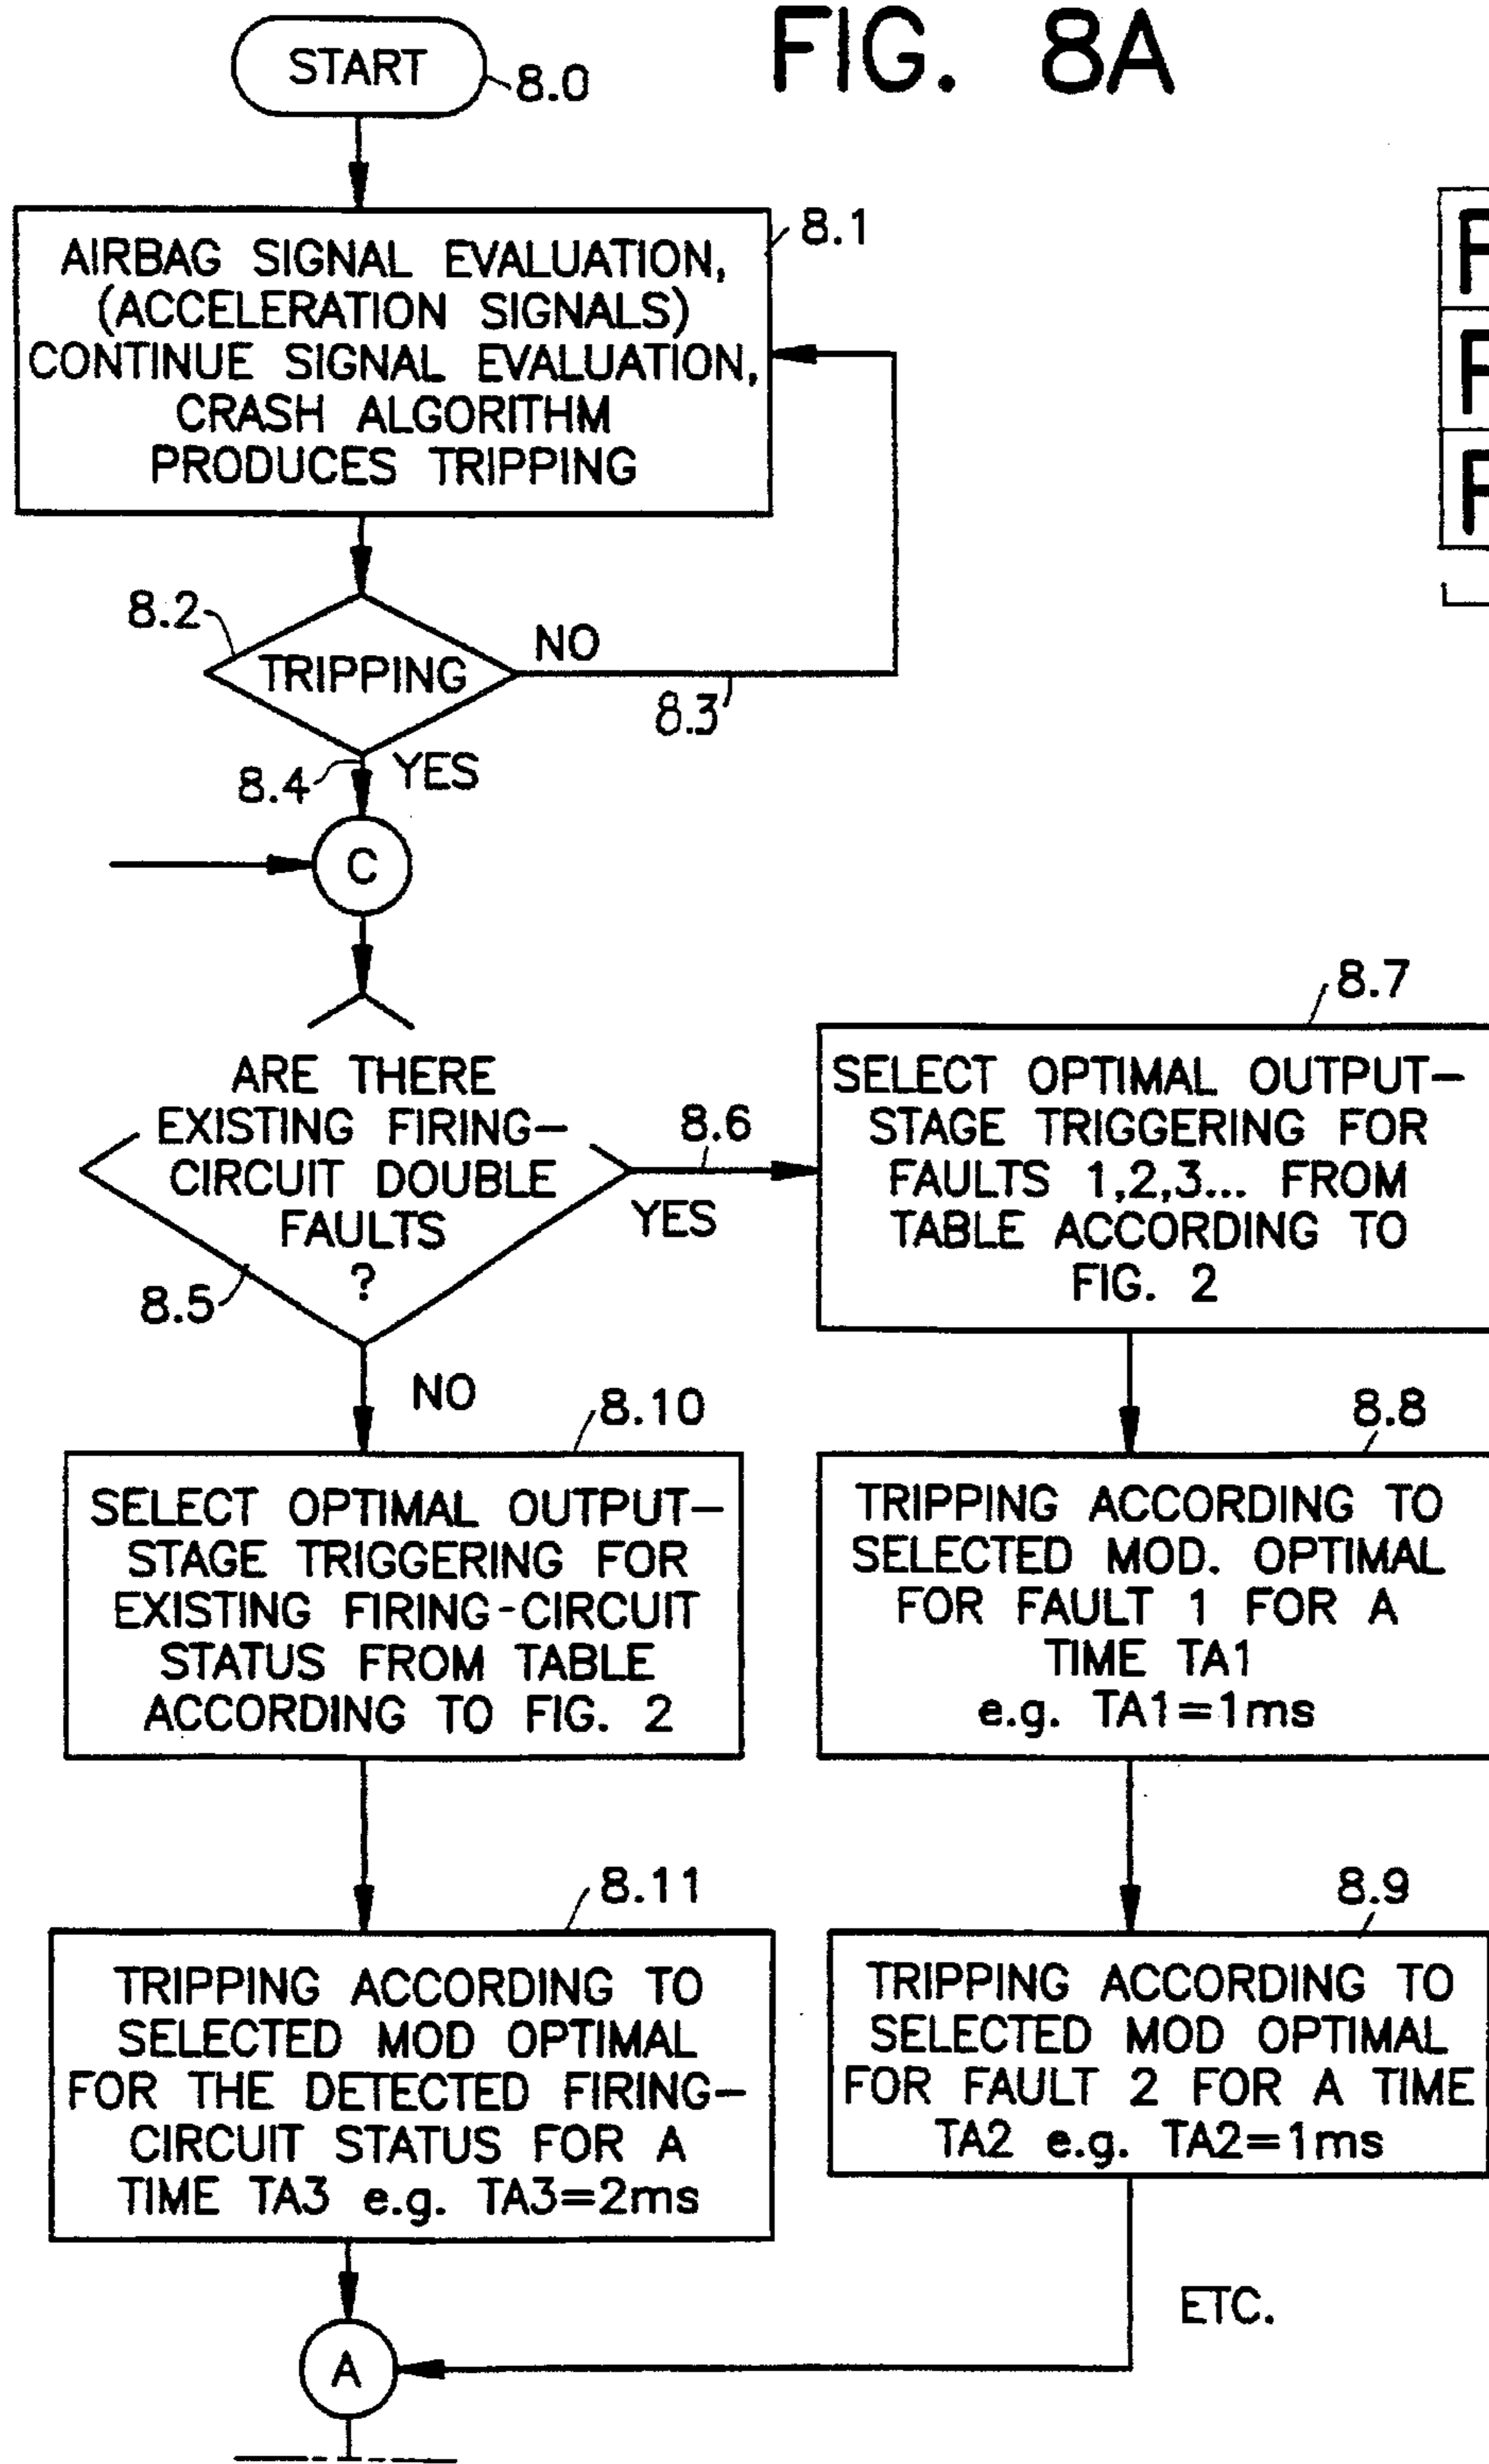 FIG. 8A
START
8.0
8.1
AIRBAG SIGNAL EVALUATION,
(ACCELERATION SIGNALS)
CONTINUE SIGNAL EVALUATION,
CRASH ALGORITHM
PRODUCES TRIPPING
8.2
TRIPPING
NO
8.3
8.4
YES
C
ARE THERE
EXISTING FIRING-
CIRCUIT DOUBLE
FAULTS
?
8.5
8.6
YES
NO
8.7
SELECT OPTIMAL OUTPUT-
STAGE TRIGGERING FOR
FAULTS 1,2,3... FROM
TABLE ACCORDING TO
FIG. 2
8.10
SELECT OPTIMAL OUTPUT-
STAGE TRIGGERING FOR
EXISTING FIRING-CIRCUIT
STATUS FROM TABLE
ACCORDING TO FIG. 2
8.8
TRIPPING ACCORDING TO
SELECTED MOD. OPTIMAL
FOR FAULT 1 FOR A
TIME TA1
e.g. TA1=1ms
8.11
TRIPPING ACCORDING TO
SELECTED MOD OPTIMAL
FOR THE DETECTED FIRING-
CIRCUIT STATUS FOR A
TIME TA3 e.g. TA3=2ms
8.9
TRIPPING ACCORDING TO
SELECTED MOD OPTIMAL
FOR FAULT 2 FOR A TIME
TA2 e.g. TA2=1ms
ETC.
A